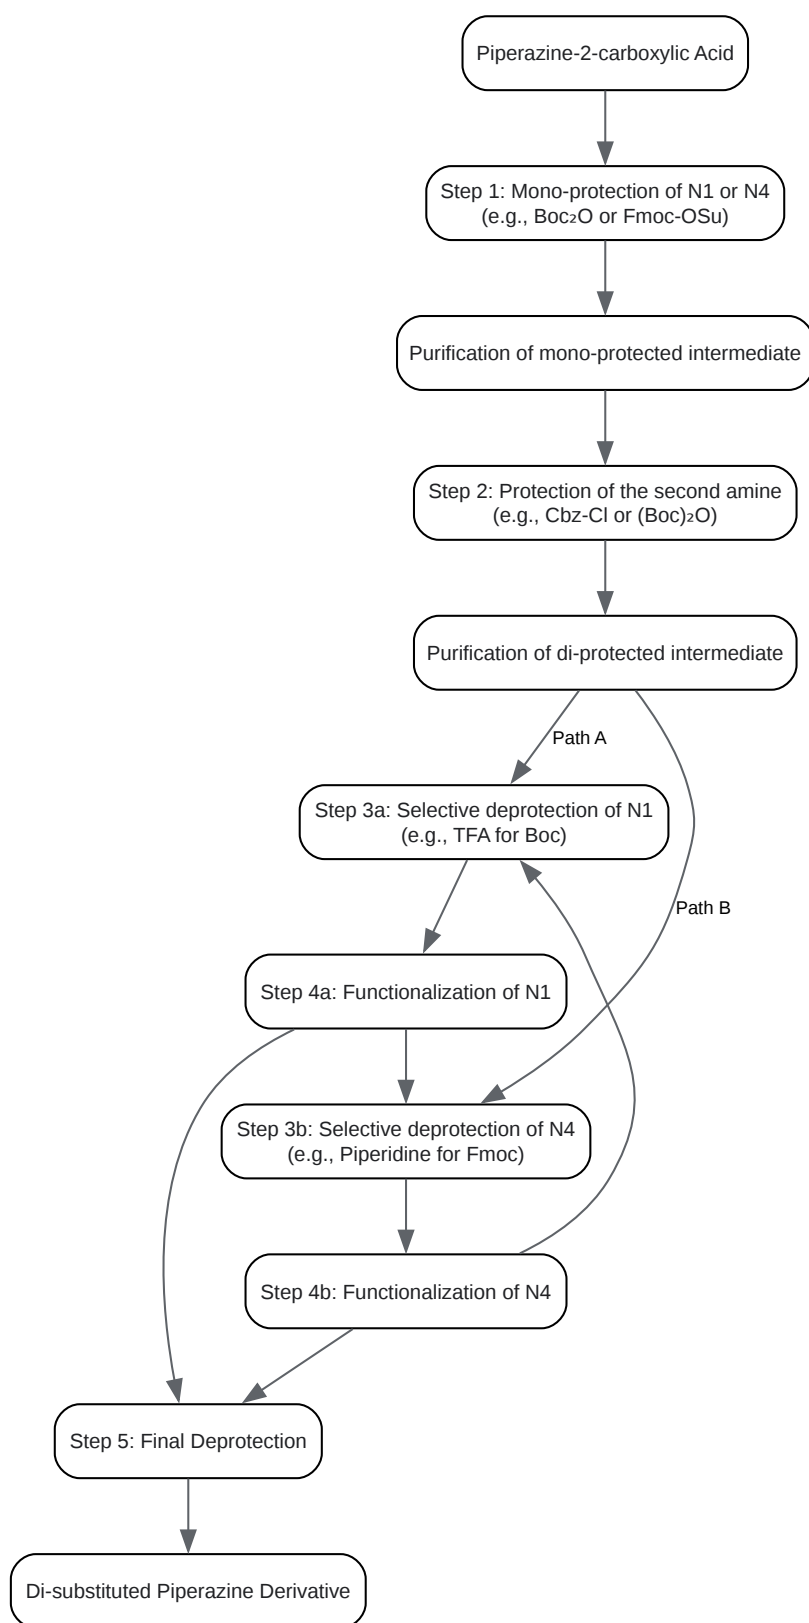 Piperazine-2-carboxylic Acid
Step 1: Mono-protection of N1 or N4
(e.g., Boc₂O or Fmoc-OSu)
Purification of mono-protected intermediate
Step 2: Protection of the second amine
(e.g., Cbz-Cl or (Boc)₂O)
Purification of di-protected intermediate
Path A
Step 3a: Selective deprotection of N1
(e.g., TFA for Boc)
Path B
Step 4a: Functionalization of N1
Step 3b: Selective deprotection of N4
(e.g., Piperidine for Fmoc)
Step 4b: Functionalization of N4
Step 5: Final Deprotection
Di-substituted Piperazine Derivative